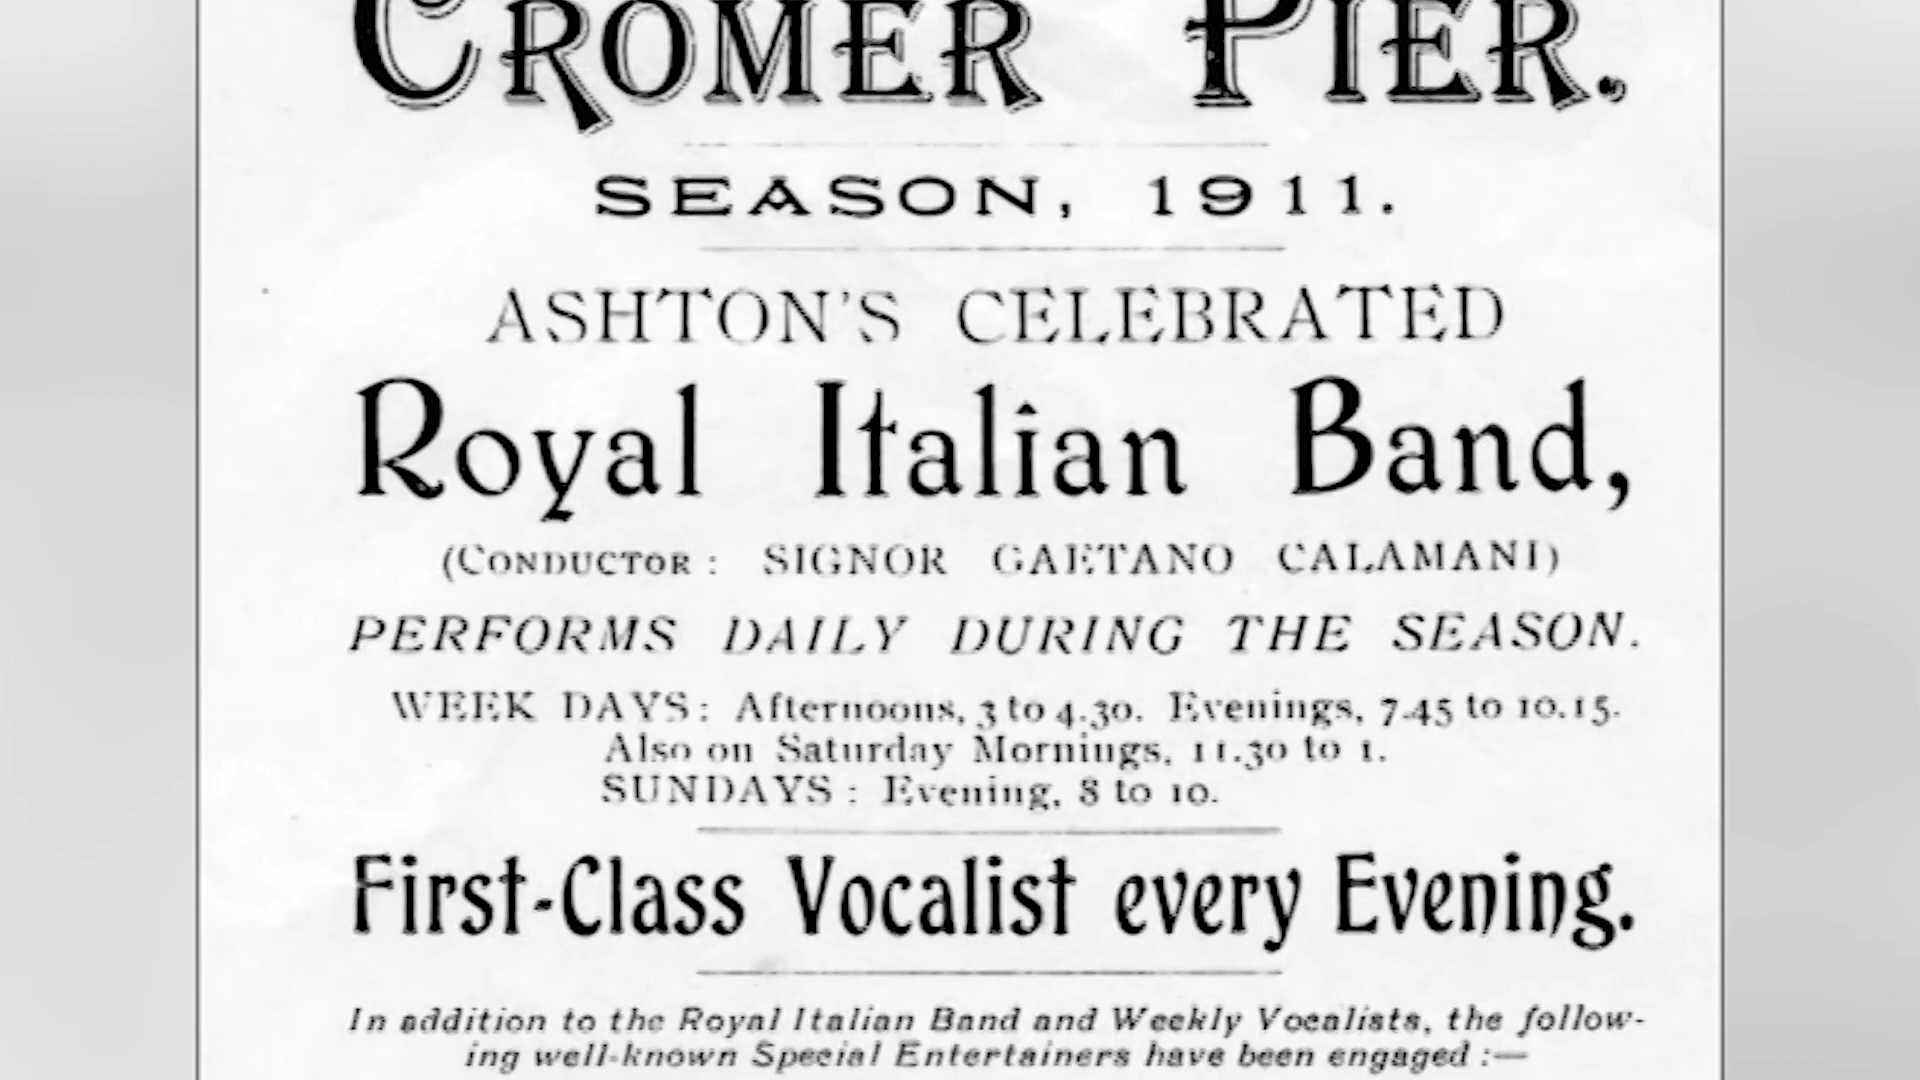 CROMER PIER.
SEASON, 1911.
ASHTON'S CELEBRATED
Royal Italian Band,
(CONDUCTOR: SIGNOR GAETANO CALAMANI)
PERFORMS DAILY DURING THE SEASON.
WEEK DAYS: Afternoons, 3 to 4.30. Evenings, 7.45 to 10.15.
Also on Saturday Mornings, 11.30 to 1.
SUNDAYS: Evening, 8 to 10.
First-Class Vocalist every Evening.
In addition to the Royal Italian Band and Weekly Vocalists, the follow-
ing well-known Special Entertainers have been engaged :—